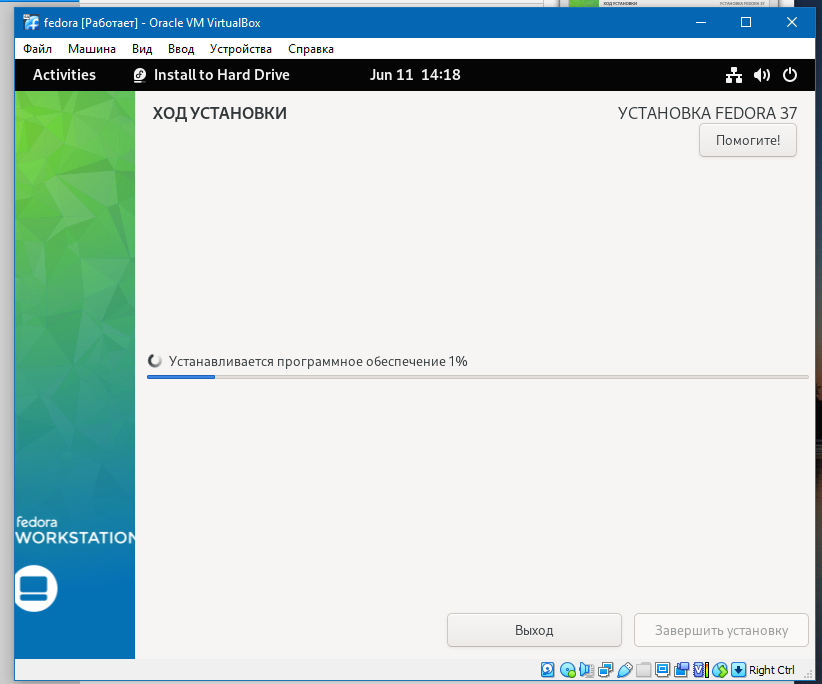 fedora [Работает] - Oracle VM VirtualBox
Файл Машина Вид Ввод Устройства Справка
Activities Install to Hard Drive Jun 11 14:18
ХОД УСТАНОВКИ УСТАНОВКА FEDORA 37
Помогите!
Устанавливается программное обеспечение 1%
fedora
WORKSTATION
Выход Завершить установку
Right Ctrl